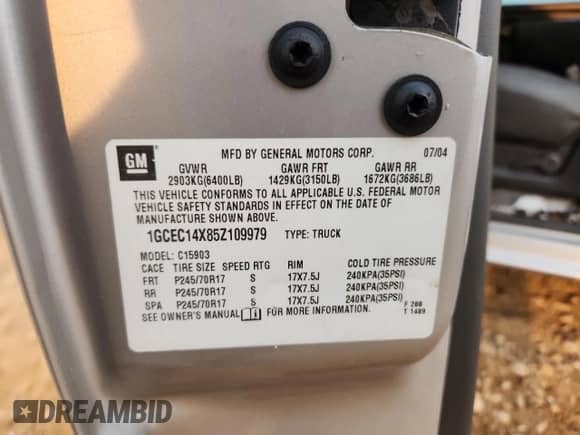 GM
MFD BY GENERAL MOTORS CORP. 07/04
GVWR GAWR FRT GAWR RR
2903KG(6400LB) 1429KG(3150LB) 1672KG(3686LB)
THIS VEHICLE CONFORMS TO ALL APPLICABLE U.S. FEDERAL MOTOR
VEHICLE SAFETY STANDARDS IN EFFECT ON THE DATE OF
MANUFACTURE SHOWN ABOVE.
1GCEC14X85Z109979 TYPE: TRUCK
MODEL: C15903
CACE TIRE SIZE SPEED RTG RIM COLD TIRE PRESSURE
FRT P245/70R17 S 17X7.5J 240KPA(35PSI)
RR P245/70R17 S 17X7.5J 240KPA(35PSI)
SPA P245/70R17 S 17X7.5J 240KPA(35PSI)
SEE OWNER'S MANUAL FOR MORE INFORMATION.
F 288
T 1489
DREAMBID